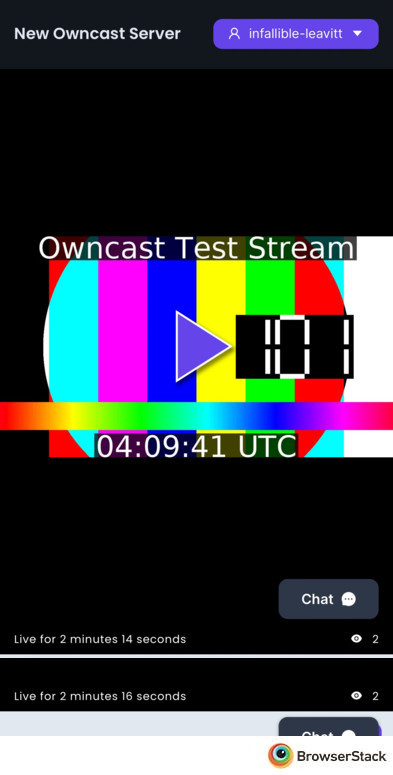 New Owncast Server
infallible-leavitt
Owncast Test Stream
101
04:09:41 UTC
Chat
Live for 2 minutes 14 seconds 2
Live for 2 minutes 16 seconds 2
Chat
BrowserStack